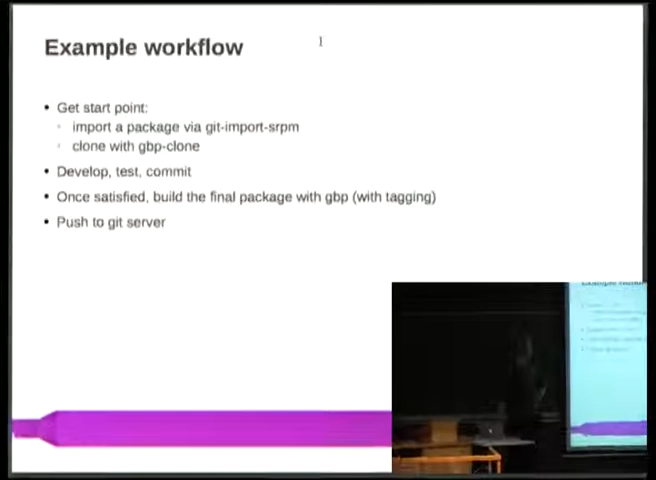 Example workflow
Get start point:
import a package via git-import-srpm
clone with gbp-clone
Develop, test, commit
Once satisfied, build the final package with gbp (with tagging)
Push to git server